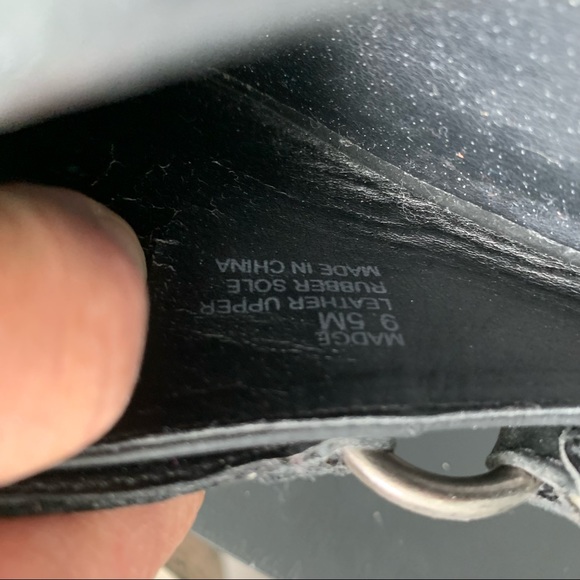 MADGE
9 5M
LEATHER UPPER
RUBBER SOLE
MADE IN CHINA